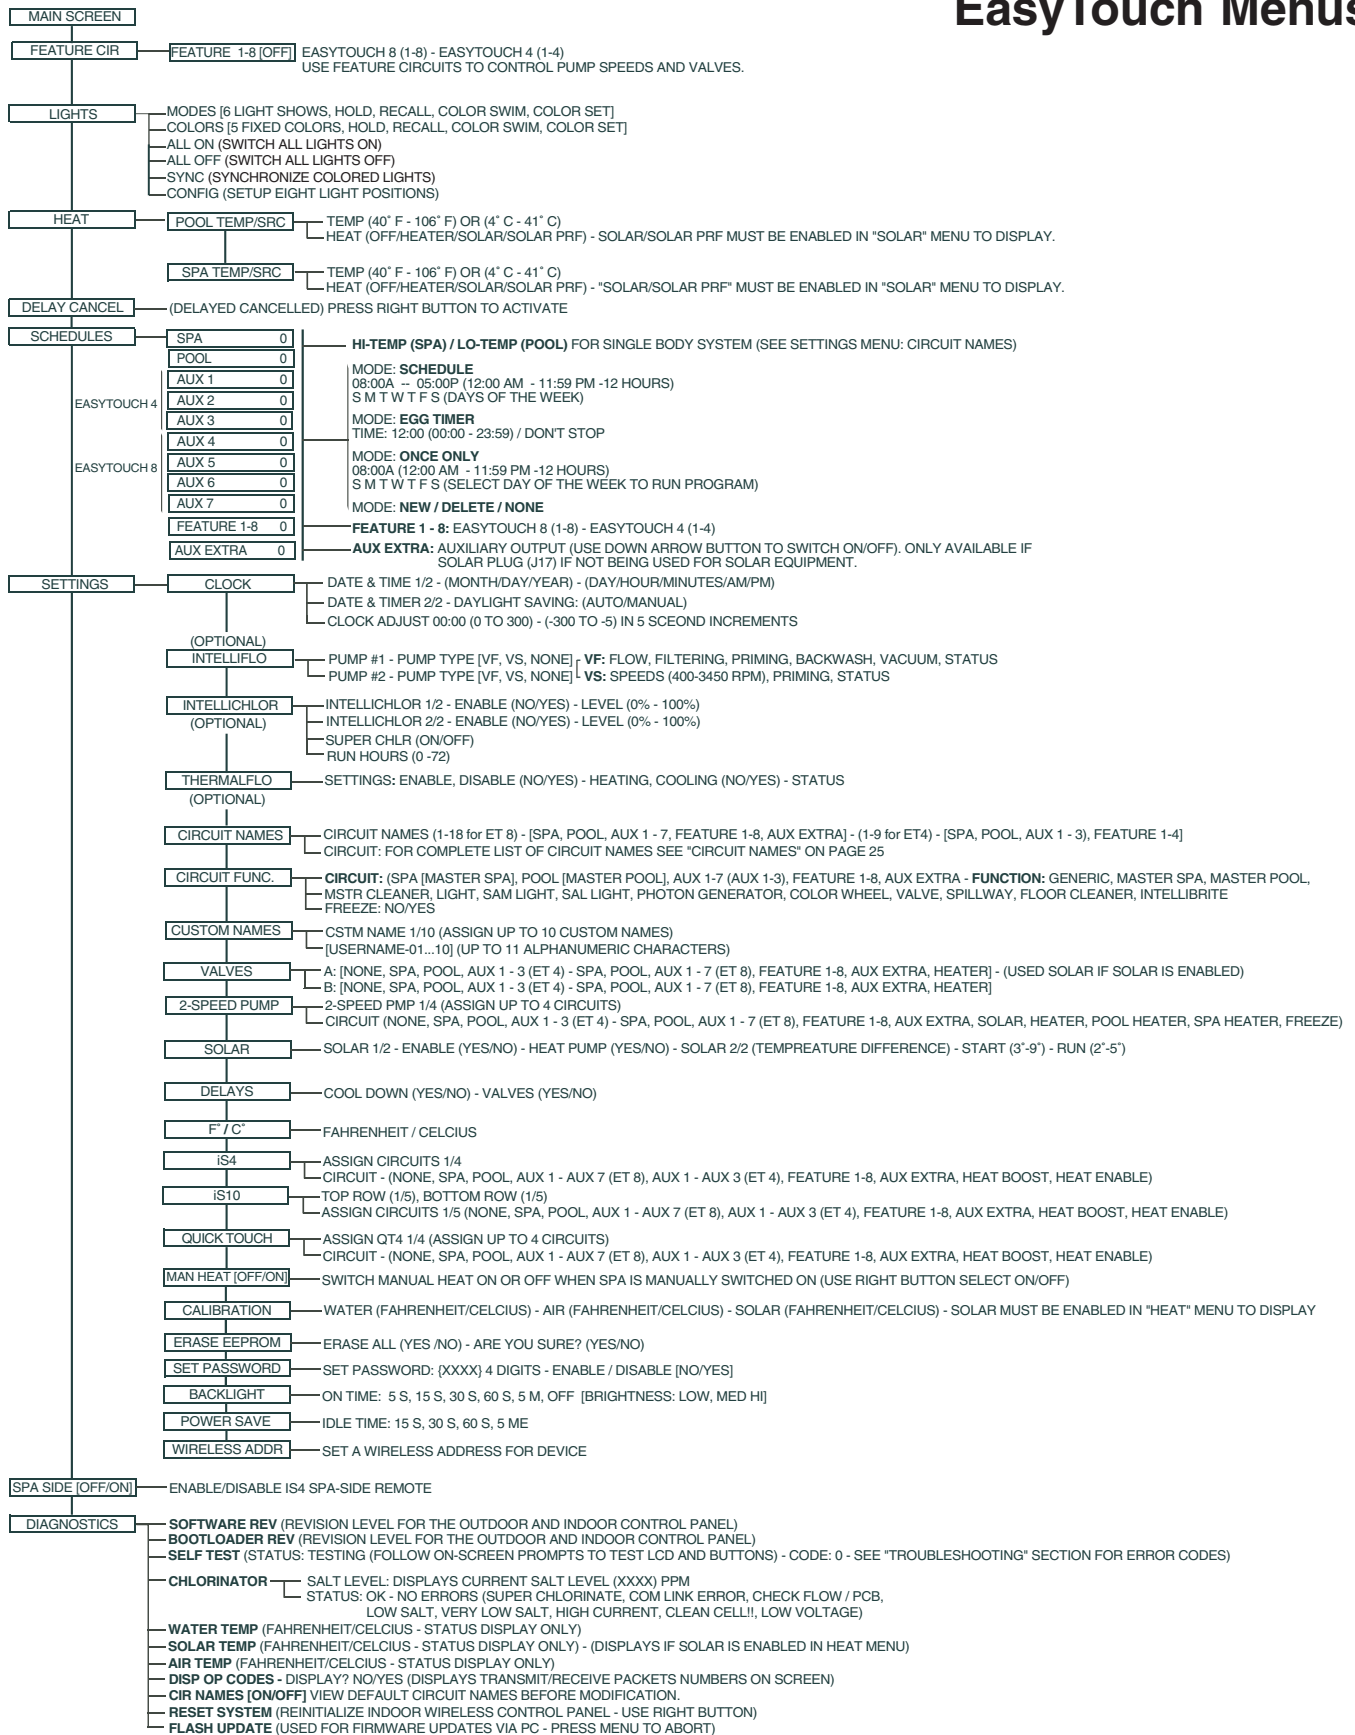 EasyTouch Menus
MAIN SCREEN
FEATURE CIR
FEATURE 1-8 [OFF]
EASYTOUCH 8 (1-8) - EASYTOUCH 4 (1-4)
USE FEATURE CIRCUITS TO CONTROL PUMP SPEEDS AND VALVES.
LIGHTS
MODES [6 LIGHT SHOWS, HOLD, RECALL, COLOR SWIM, COLOR SET]
COLORS [5 FIXED COLORS, HOLD, RECALL, COLOR SWIM, COLOR SET]
ALL ON (SWITCH ALL LIGHTS ON)
ALL OFF (SWITCH ALL LIGHTS OFF)
SYNC (SYNCHRONIZE COLORED LIGHTS)
CONFIG (SETUP EIGHT LIGHT POSITIONS)
HEAT
POOL TEMP/SRC
TEMP (40˚ F - 106˚ F) OR (4˚ C - 41˚ C)
HEAT (OFF/HEATER/SOLAR/SOLAR PRF) - SOLAR/SOLAR PRF MUST BE ENABLED IN "SOLAR" MENU TO DISPLAY.
SPA TEMP/SRC
TEMP (40˚ F - 106˚ F) OR (4˚ C - 41˚ C)
HEAT (OFF/HEATER/SOLAR/SOLAR PRF) - "SOLAR/SOLAR PRF" MUST BE ENABLED IN "SOLAR" MENU TO DISPLAY.
DELAY CANCEL
(DELAYED CANCELLED) PRESS RIGHT BUTTON TO ACTIVATE
SCHEDULES
SPA 0
POOL 0
AUX 1 0
AUX 2 0
AUX 3 0
AUX 4 0
AUX 5 0
AUX 6 0
AUX 7 0
FEATURE 1-8 0
AUX EXTRA 0
EASYTOUCH 4
EASYTOUCH 8
HI-TEMP (SPA) / LO-TEMP (POOL) FOR SINGLE BODY SYSTEM (SEE SETTINGS MENU: CIRCUIT NAMES)
MODE: SCHEDULE
08:00A -- 05:00P (12:00 AM - 11:59 PM -12 HOURS)
S M T W T F S (DAYS OF THE WEEK)
MODE: EGG TIMER
TIME: 12:00 (00:00 - 23:59) / DON'T STOP
MODE: ONCE ONLY
08:00A (12:00 AM - 11:59 PM -12 HOURS)
S M T W T F S (SELECT DAY OF THE WEEK TO RUN PROGRAM)
MODE: NEW / DELETE / NONE
FEATURE 1 - 8: EASYTOUCH 8 (1-8) - EASYTOUCH 4 (1-4)
AUX EXTRA: AUXILIARY OUTPUT (USE DOWN ARROW BUTTON TO SWITCH ON/OFF). ONLY AVAILABLE IF
SOLAR PLUG (J17) IF NOT BEING USED FOR SOLAR EQUIPMENT.
SETTINGS
CLOCK
DATE & TIME 1/2 - (MONTH/DAY/YEAR) - (DAY/HOUR/MINUTES/AM/PM)
DATE & TIMER 2/2 - DAYLIGHT SAVING: (AUTO/MANUAL)
CLOCK ADJUST 00:00 (0 TO 300) - (-300 TO -5) IN 5 SCEOND INCREMENTS
(OPTIONAL)
INTELLIFLO
PUMP #1 - PUMP TYPE [VF, VS, NONE]
VF: FLOW, FILTERING, PRIMING, BACKWASH, VACUUM, STATUS
PUMP #2 - PUMP TYPE [VF, VS, NONE]
VS: SPEEDS (400-3450 RPM), PRIMING, STATUS
INTELLICHLOR
(OPTIONAL)
INTELLICHLOR 1/2 - ENABLE (NO/YES) - LEVEL (0% - 100%)
INTELLICHLOR 2/2 - ENABLE (NO/YES) - LEVEL (0% - 100%)
SUPER CHLR (ON/OFF)
RUN HOURS (0 -72)
THERMALFLO
(OPTIONAL)
SETTINGS: ENABLE, DISABLE (NO/YES) - HEATING, COOLING (NO/YES) - STATUS
CIRCUIT NAMES
CIRCUIT NAMES (1-18 for ET 8) - [SPA, POOL, AUX 1 - 7, FEATURE 1-8, AUX EXTRA] - (1-9 for ET4) - [SPA, POOL, AUX 1 - 3), FEATURE 1-4]
CIRCUIT: FOR COMPLETE LIST OF CIRCUIT NAMES SEE "CIRCUIT NAMES" ON PAGE 25
CIRCUIT FUNC.
CIRCUIT: (SPA [MASTER SPA], POOL [MASTER POOL], AUX 1-7 (AUX 1-3), FEATURE 1-8, AUX EXTRA - FUNCTION: GENERIC, MASTER SPA, MASTER POOL,
MSTR CLEANER, LIGHT, SAM LIGHT, SAL LIGHT, PHOTON GENERATOR, COLOR WHEEL, VALVE, SPILLWAY, FLOOR CLEANER, INTELLIBRITE
FREEZE: NO/YES
CUSTOM NAMES
CSTM NAME 1/10 (ASSIGN UP TO 10 CUSTOM NAMES)
[USERNAME-01...10] (UP TO 11 ALPHANUMERIC CHARACTERS)
VALVES
A: [NONE, SPA, POOL, AUX 1 - 3 (ET 4) - SPA, POOL, AUX 1 - 7 (ET 8), FEATURE 1-8, AUX EXTRA, HEATER] - (USED SOLAR IF SOLAR IS ENABLED)
B: [NONE, SPA, POOL, AUX 1 - 3 (ET 4) - SPA, POOL, AUX 1 - 7 (ET 8), FEATURE 1-8, AUX EXTRA, HEATER]
2-SPEED PUMP
2-SPEED PMP 1/4 (ASSIGN UP TO 4 CIRCUITS)
CIRCUIT (NONE, SPA, POOL, AUX 1 - 3 (ET 4) - SPA, POOL, AUX 1 - 7 (ET 8), FEATURE 1-8, AUX EXTRA, SOLAR, HEATER, POOL HEATER, SPA HEATER, FREEZE)
SOLAR
SOLAR 1/2 - ENABLE (YES/NO) - HEAT PUMP (YES/NO) - SOLAR 2/2 (TEMPREATURE DIFFERENCE) - START (3˚-9˚) - RUN (2˚-5˚)
DELAYS
COOL DOWN (YES/NO) - VALVES (YES/NO)
F˚ / C˚
FAHRENHEIT / CELCIUS
iS4
ASSIGN CIRCUITS 1/4
CIRCUIT - (NONE, SPA, POOL, AUX 1 - AUX 7 (ET 8), AUX 1 - AUX 3 (ET 4), FEATURE 1-8, AUX EXTRA, HEAT BOOST, HEAT ENABLE)
iS10
TOP ROW (1/5), BOTTOM ROW (1/5)
ASSIGN CIRCUITS 1/5 (NONE, SPA, POOL, AUX 1 - AUX 7 (ET 8), AUX 1 - AUX 3 (ET 4), FEATURE 1-8, AUX EXTRA, HEAT BOOST, HEAT ENABLE)
QUICK TOUCH
ASSIGN QT4 1/4 (ASSIGN UP TO 4 CIRCUITS)
CIRCUIT - (NONE, SPA, POOL, AUX 1 - AUX 7 (ET 8), AUX 1 - AUX 3 (ET 4), FEATURE 1-8, AUX EXTRA, HEAT BOOST, HEAT ENABLE)
MAN HEAT [OFF/ON]
SWITCH MANUAL HEAT ON OR OFF WHEN SPA IS MANUALLY SWITCHED ON (USE RIGHT BUTTON SELECT ON/OFF)
CALIBRATION
WATER (FAHRENHEIT/CELCIUS) - AIR (FAHRENHEIT/CELCIUS) - SOLAR (FAHRENHEIT/CELCIUS) - SOLAR MUST BE ENABLED IN "HEAT" MENU TO DISPLAY
ERASE EEPROM
ERASE ALL (YES /NO) - ARE YOU SURE? (YES/NO)
SET PASSWORD
SET PASSWORD: {XXXX} 4 DIGITS - ENABLE / DISABLE [NO/YES]
BACKLIGHT
ON TIME: 5 S, 15 S, 30 S, 60 S, 5 M, OFF [BRIGHTNESS: LOW, MED HI]
POWER SAVE
IDLE TIME: 15 S, 30 S, 60 S, 5 ME
WIRELESS ADDR
SET A WIRELESS ADDRESS FOR DEVICE
SPA SIDE [OFF/ON]
ENABLE/DISABLE IS4 SPA-SIDE REMOTE
DIAGNOSTICS
SOFTWARE REV (REVISION LEVEL FOR THE OUTDOOR AND INDOOR CONTROL PANEL)
BOOTLOADER REV (REVISION LEVEL FOR THE OUTDOOR AND INDOOR CONTROL PANEL)
SELF TEST (STATUS: TESTING (FOLLOW ON-SCREEN PROMPTS TO TEST LCD AND BUTTONS) - CODE: 0 - SEE "TROUBLESHOOTING" SECTION FOR ERROR CODES)
CHLORINATOR
SALT LEVEL: DISPLAYS CURRENT SALT LEVEL (XXXX) PPM
STATUS: OK - NO ERRORS (SUPER CHLORINATE, COM LINK ERROR, CHECK FLOW / PCB,
LOW SALT, VERY LOW SALT, HIGH CURRENT, CLEAN CELL!!, LOW VOLTAGE)
WATER TEMP (FAHRENHEIT/CELCIUS - STATUS DISPLAY ONLY)
SOLAR TEMP (FAHRENHEIT/CELCIUS - STATUS DISPLAY ONLY) - (DISPLAYS IF SOLAR IS ENABLED IN HEAT MENU)
AIR TEMP (FAHRENHEIT/CELCIUS - STATUS DISPLAY ONLY)
DISP OP CODES - DISPLAY? NO/YES (DISPLAYS TRANSMIT/RECEIVE PACKETS NUMBERS ON SCREEN)
CIR NAMES [ON/OFF] VIEW DEFAULT CIRCUIT NAMES BEFORE MODIFICATION.
RESET SYSTEM (REINITIALIZE INDOOR WIRELESS CONTROL PANEL - USE RIGHT BUTTON)
FLASH UPDATE (USED FOR FIRMWARE UPDATES VIA PC - PRESS MENU TO ABORT)